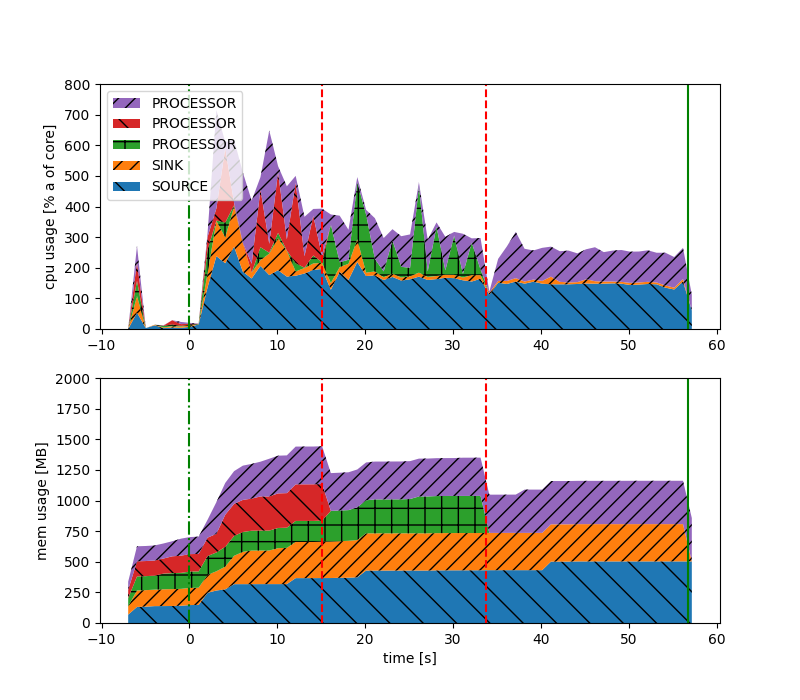 cpu usage [% a of core]
800
700
600
500
400
300
200
100
0
PROCESSOR
PROCESSOR
PROCESSOR
SINK
SOURCE
−10 0 10 20 30 40 50 60
mem usage [MB]
2000
1750
1500
1250
1000
750
500
250
0
−10 0 10 20 30 40 50 60
time [s]